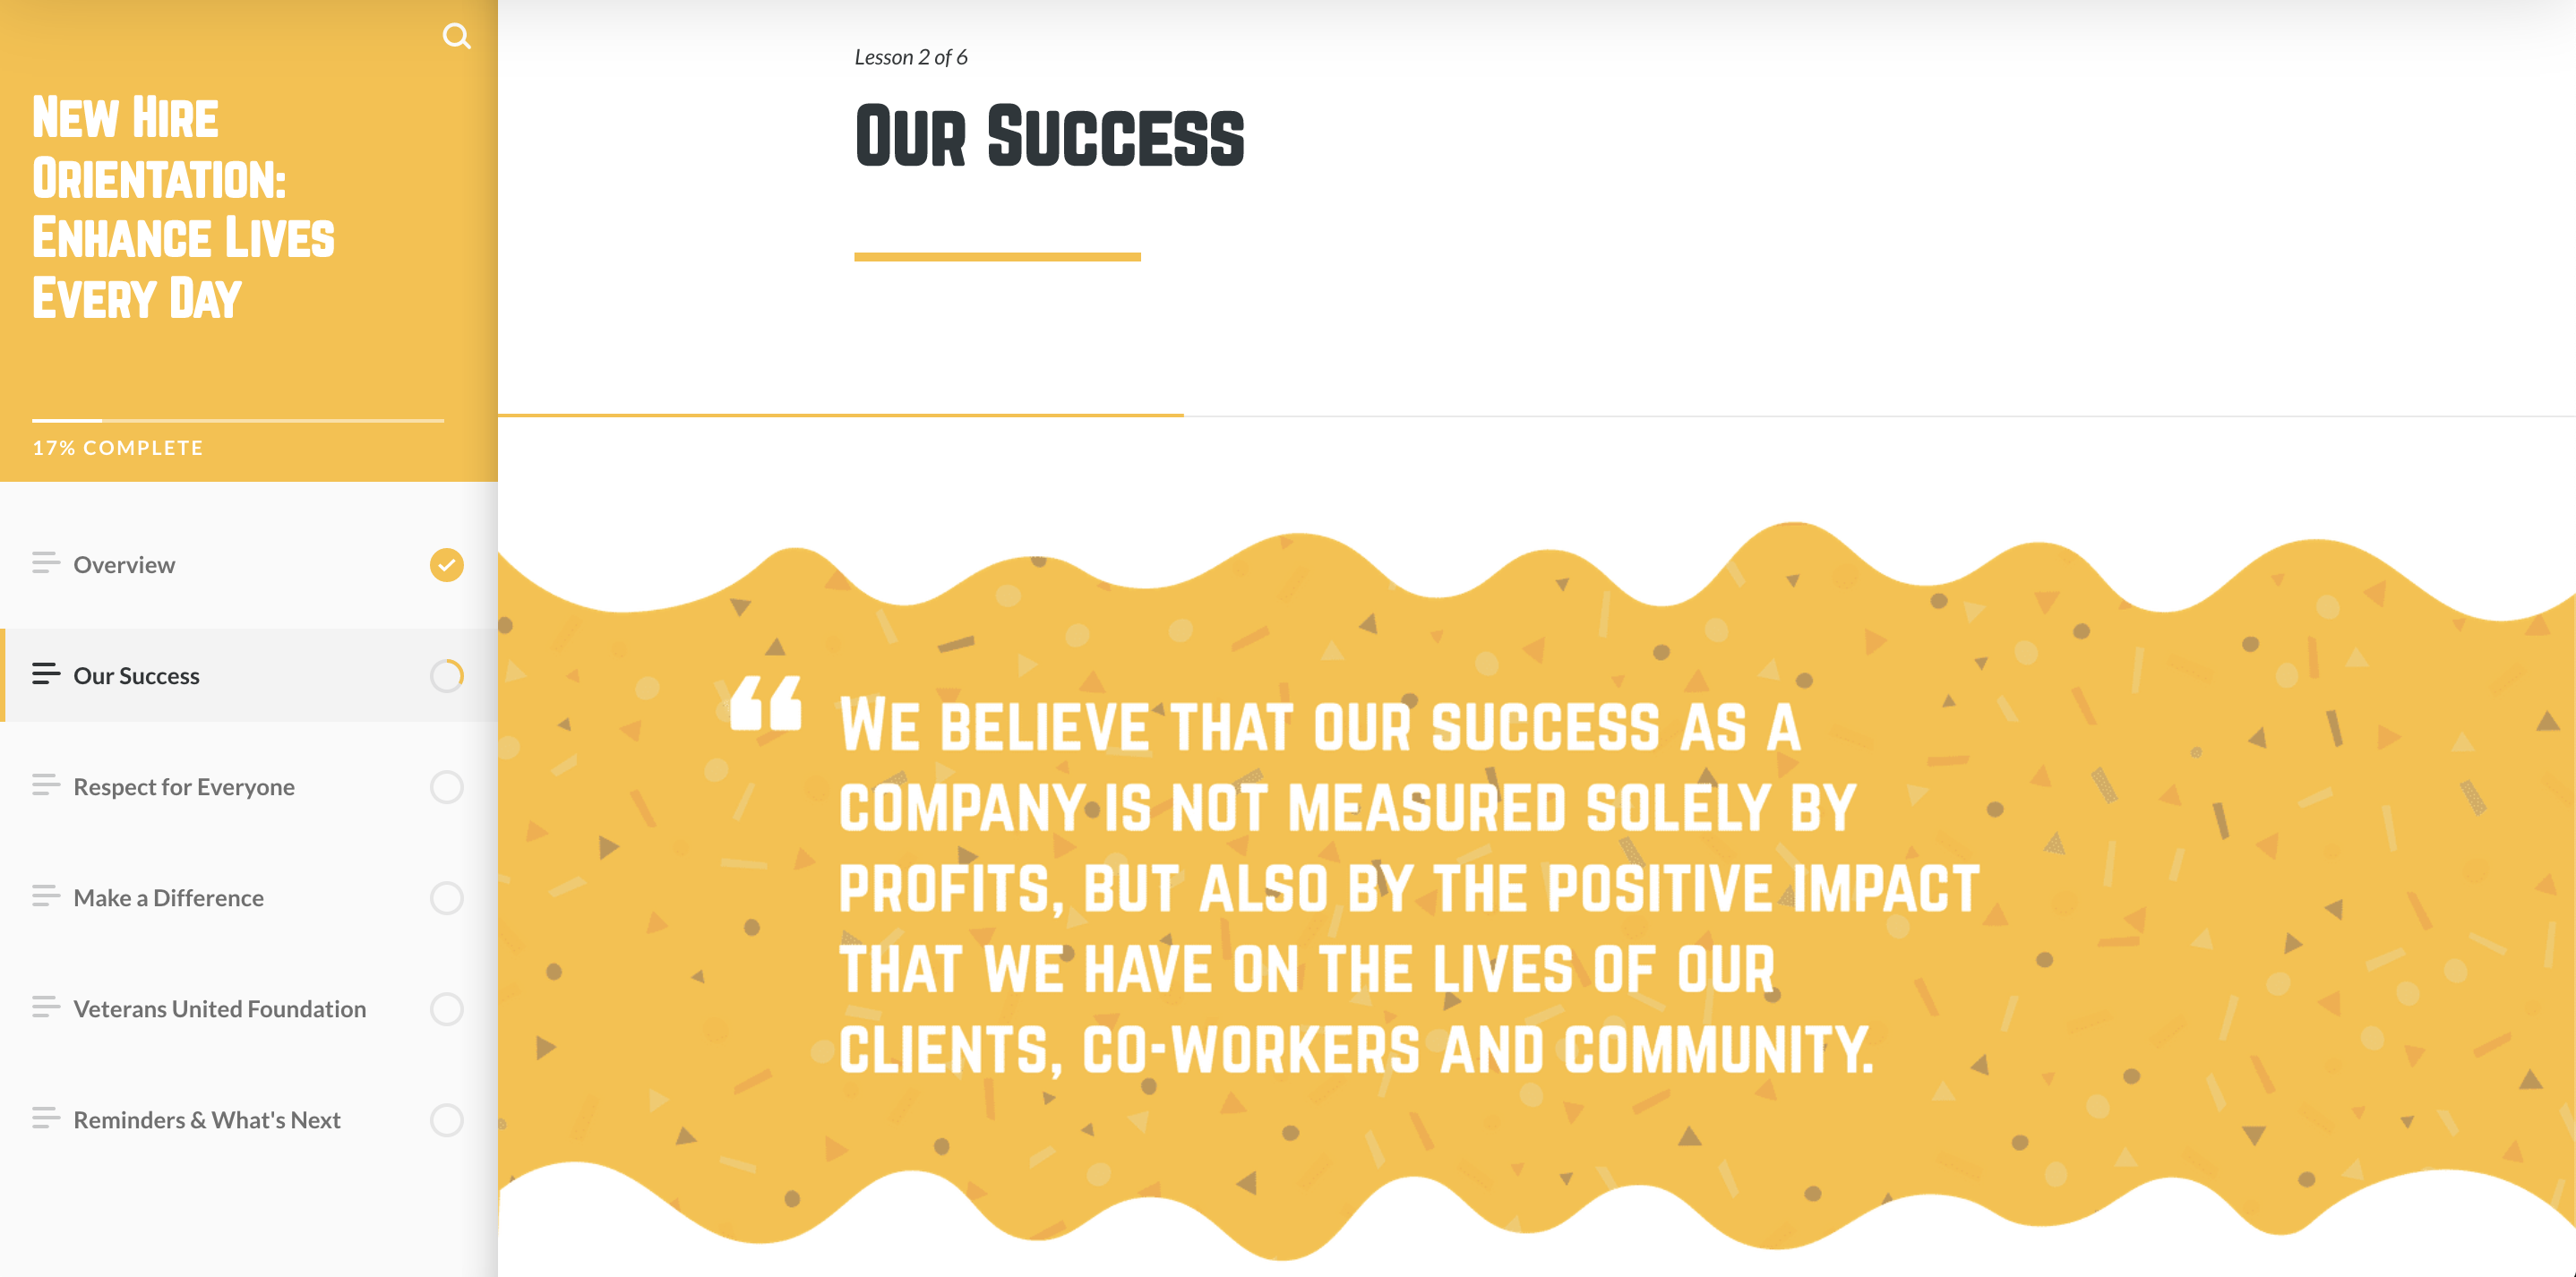 New Hire
Orientation:
Enhance Lives
Every Day
17% COMPLETE
Overview
Our Success
Respect for Everyone
Make a Difference
Veterans United Foundation
Reminders & What's Next
Lesson 2 of 6
Our Success
“ We believe that our success as a
company is not measured solely by
profits, but also by the positive impact
that we have on the lives of our
clients, co-workers and community.